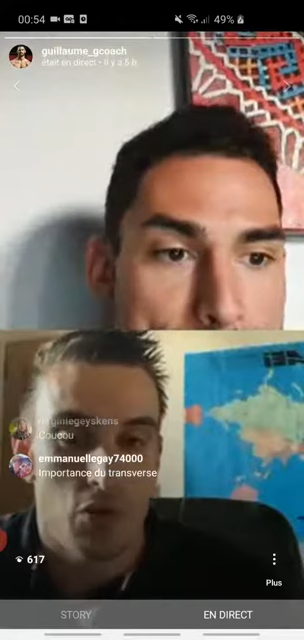 00:54
49%
guillaume_gcoach
était en direct • Il y a 5 h
virginiegeyskens
Coucou
emmanuellegay74000
Importance du transverse
617
Plus
STORY
EN DIRECT